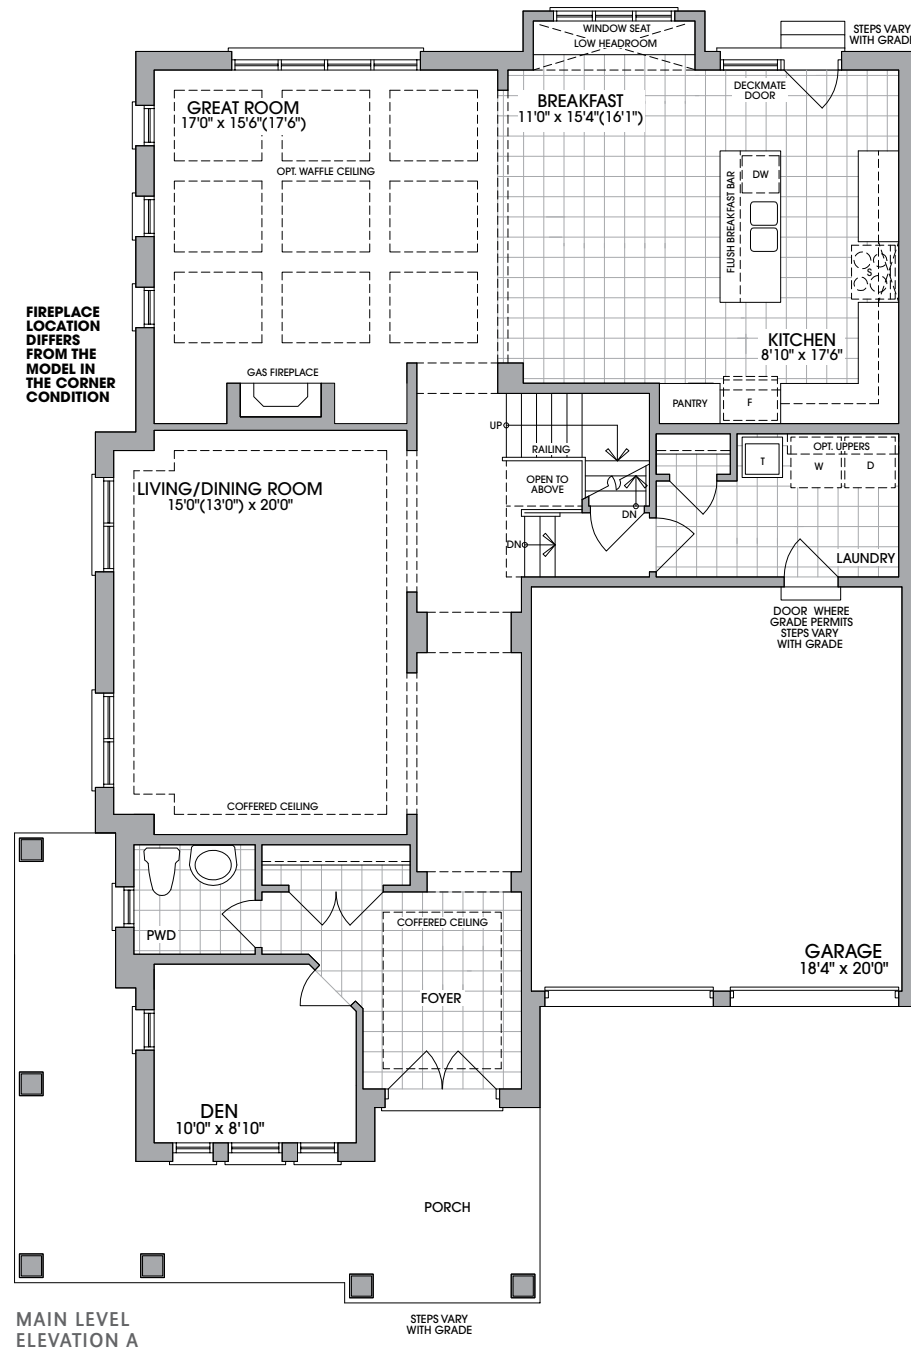 WINDOW SEAT
LOW HEADROOM
STEPS VARY
WITH GRADE
DECKMATE
DOOR
GREAT ROOM
17'0" x 15'6"(17'6")
BREAKFAST
11'0" x 15'4"(16'1")
OPT. WAFFLE CEILING
DW
FLUSH BREAKFAST BAR
S
FIREPLACE
LOCATION
DIFFERS
FROM THE
MODEL IN
THE CORNER
CONDITION
KITCHEN
8'10" x 17'6"
GAS FIREPLACE
PANTRY
F
UP
RAILING
OPT. UPPERS
T
W
D
OPEN TO
ABOVE
LIVING/DINING ROOM
15'0"(13'0") x 20'0"
DN
DN
LAUNDRY
DOOR WHERE
GRADE PERMITS
STEPS VARY
WITH GRADE
COFFERED CEILING
PWD
COFFERED CEILING
GARAGE
18'4" x 20'0"
FOYER
DEN
10'0" x 8'10"
PORCH
MAIN LEVEL
ELEVATION A
STEPS VARY
WITH GRADE